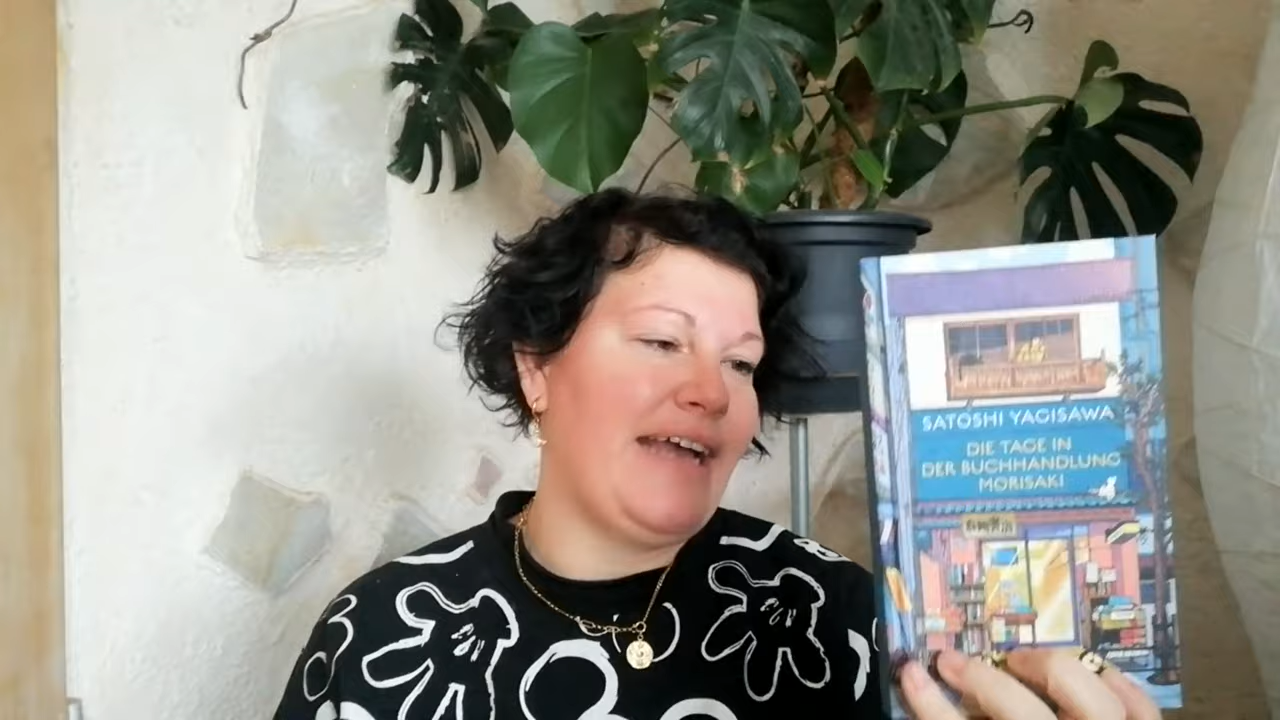 SATOSHI YAGISAWA
DIE TAGE IN
DER BUCHHANDLUNG
MORISAKI